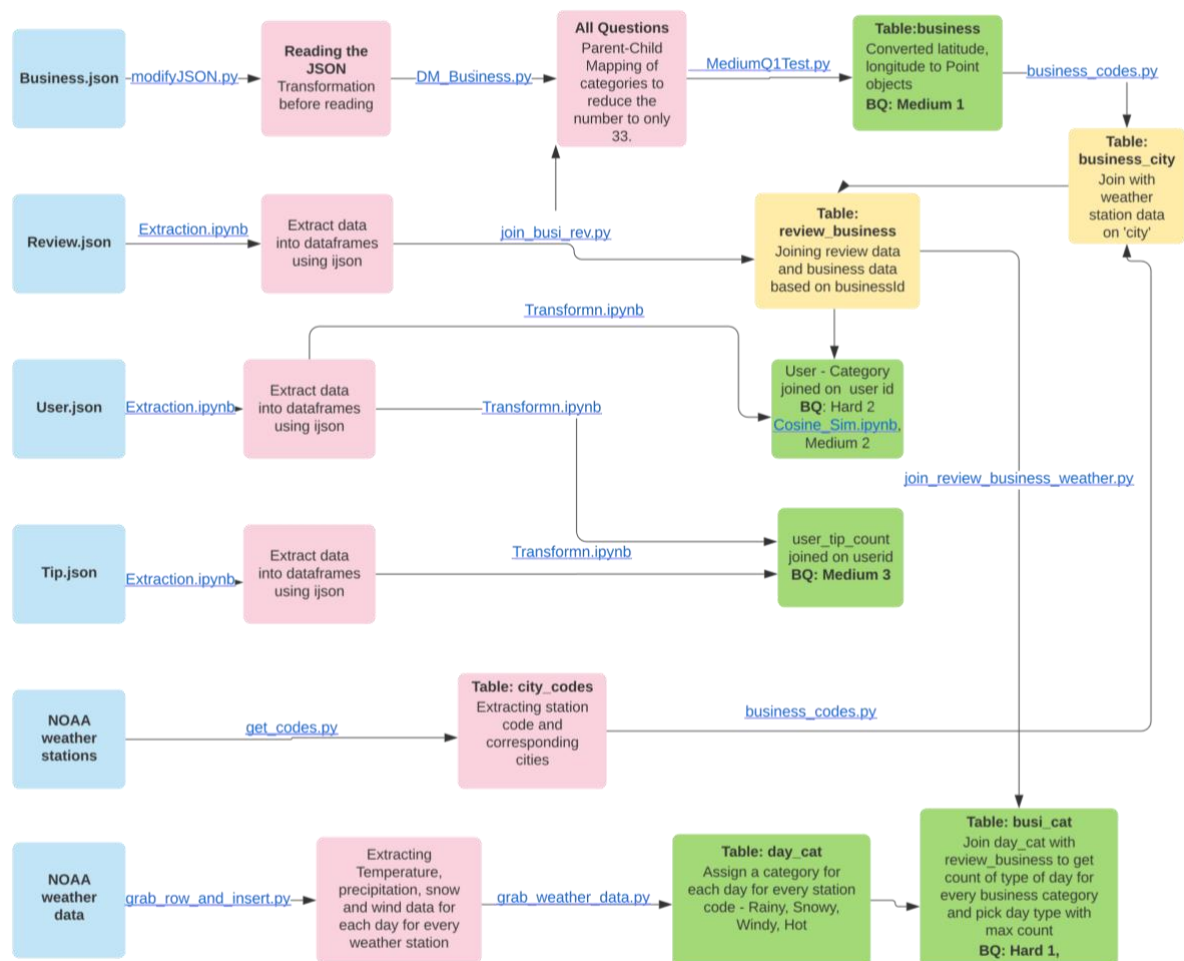 Business.json
modifyJSON.py
Reading the
JSON
Transformation
before reading
DM_Business.py
All Questions
Parent-Child
Mapping of
categories to
reduce the
number to only
33.
MediumQ1Test.py
Table:business
Converted latitude,
longitude to Point
objects
BQ: Medium 1
business_codes.py
Table:
business_city
Join with
weather
station data
on 'city'
Review.json
Extraction.ipynb
Extract data
into dataframes
using ijson
join_busi_rev.py
Table:
review_business
Joining review data
and business data
based on businessId
Transformn.ipynb
User.json
Extraction.ipynb
Extract data
into dataframes
using ijson
Transformn.ipynb
User - Category
joined on user id
BQ: Hard 2
Cosine_Sim.ipynb,
Medium 2
join_review_business_weather.py
Tip.json
Extraction.ipynb
Extract data
into dataframes
using ijson
Transformn.ipynb
user_tip_count
joined on userid
BQ: Medium 3
NOAA
weather
stations
get_codes.py
Table: city_codes
Extracting station
code and
corresponding
cities
business_codes.py
NOAA
weather
data
grab_row_and_insert.py
Extracting
Temperature,
precipitation, snow
and wind data for
each day for every
weather station
grab_weather_data.py
Table: day_cat
Assign a category for
each day for every station
code - Rainy, Snowy,
Windy, Hot
Table: busi_cat
Join day_cat with
review_business to get
count of type of day for
every business category
and pick day type with
max count
BQ: Hard 1,